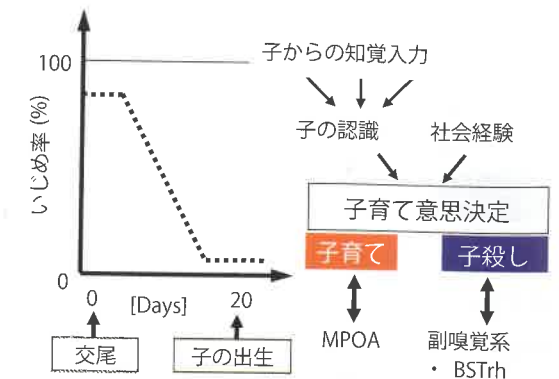 100
いじめ率 (%)
0
0
[Days]
20
交尾
子の出生
子からの知覚入力
子の認識
社会経験
子育て意思決定
子育て
子殺し
MPOA
副嗅覚系
・ BSTrh